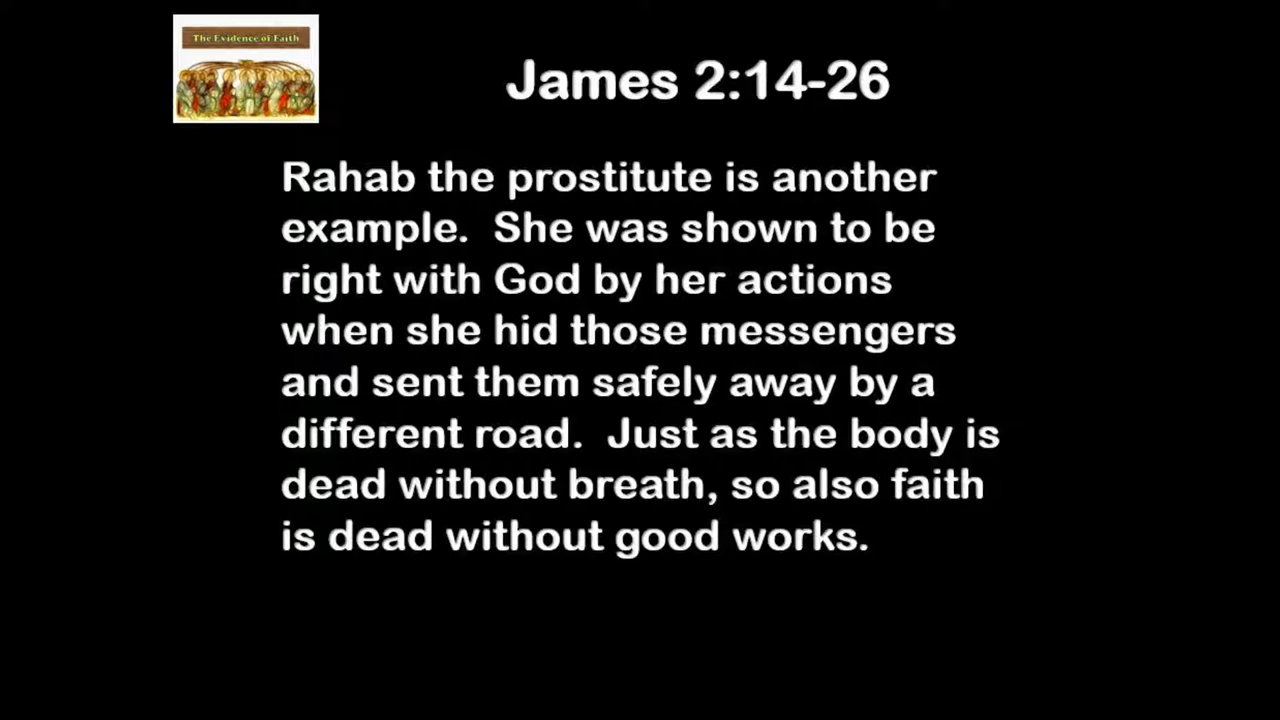 The Evidence of Faith
James 2:14-26
Rahab the prostitute is another
example. She was shown to be
right with God by her actions
when she hid those messengers
and sent them safely away by a
different road. Just as the body is
dead without breath, so also faith
is dead without good works.